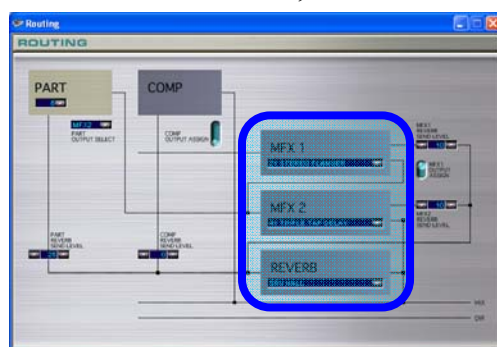 Routing
ROUTING
PART
COMP
MFX2
PART
OUTPUT SELECT
COMP
OUTPUT ASSIGN
MFX 1
MFX1
REVERB
SEND LEVEL
MFX1
OUTPUT
ASSIGN
MFX 2
MFX2
REVERB
SEND LEVEL
PART
REVERB
SEND LEVEL
COMP
REVERB
SEND LEVEL
REVERB
MIX
DIR